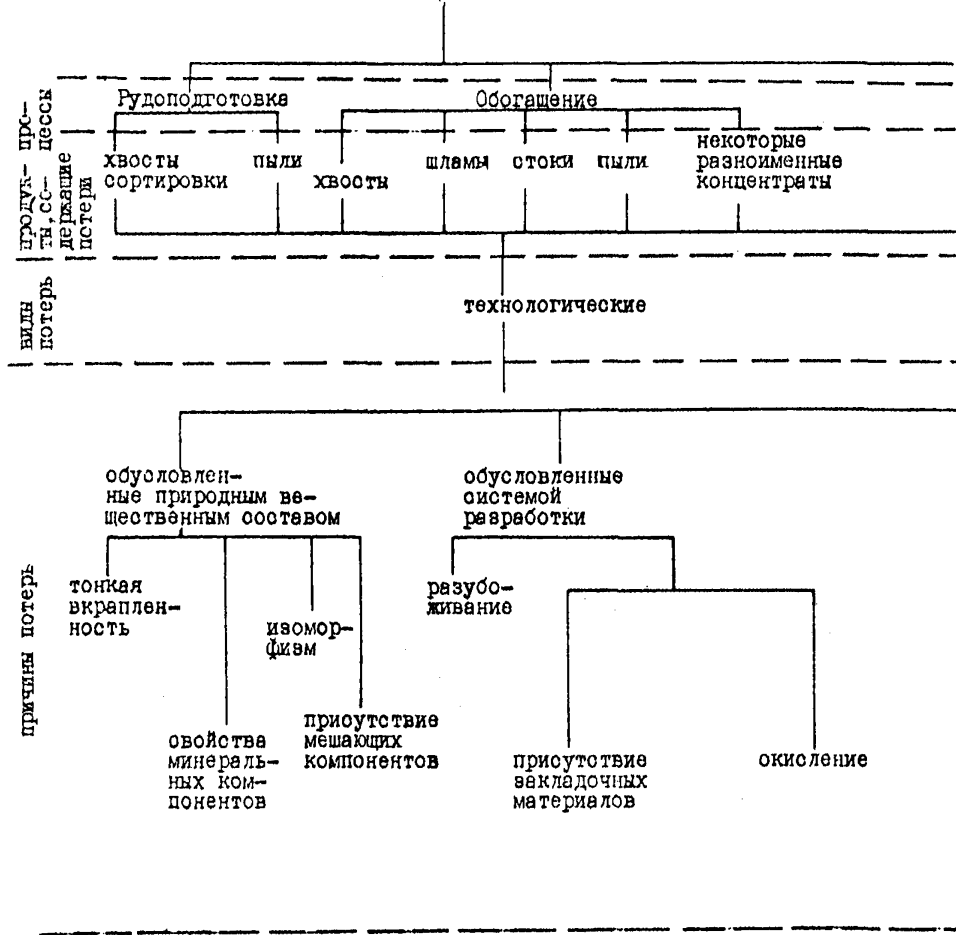 про-
цессы
Рудоподготовка
Обогащение
продук-
ты, со-
держащие
потери
хвосты
сортировки
пыли
хвосты
шламы
стоки
пыли
некоторые
разноименные
концентраты
виды
потерь
технологические
причины потерь
обусловлен-
ные природным ве-
щественным составом
обусловленные
системой
разработки
тонкая
вкраплен-
ность
изомор-
физм
разубо-
живание
свойства
минераль-
ных ком-
понентов
присутствие
мешающих
компонентов
присутствие
закладочных
материалов
окисление